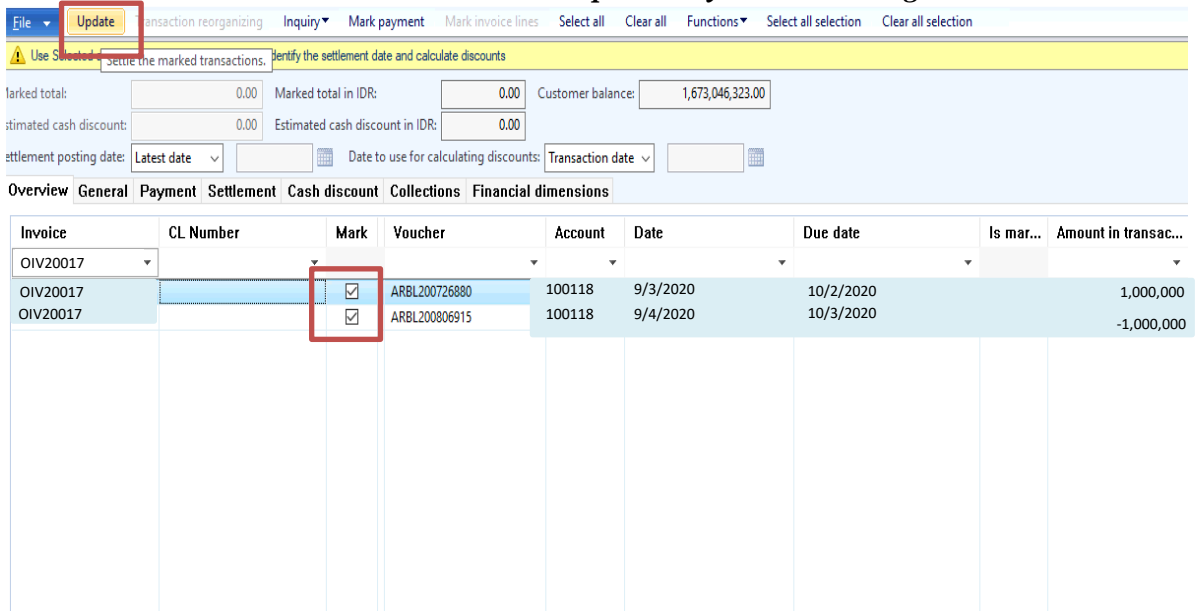 File Update ransaction reorganizing Inquiry Mark payment Mark invoice lines Select all Clear all Functions Select all selection Clear all selection
Use Selected dentify the settlement date and calculate discounts
Settle the marked transactions.
Marked total: 0.00 Marked total in IDR: 0.00 Customer balance: 1,673,046,323.00
stimated cash discount: 0.00 Estimated cash discount in IDR: 0.00
ettlement posting date: Latest date Date to use for calculating discounts: Transaction date
Overview General Payment Settlement Cash discount Collections Financial dimensions
Invoice CL Number Mark Voucher Account Date Due date Is mar... Amount in transac...
OIV20017
OIV20017 ARBL200726880 100118 9/3/2020 10/2/2020 1,000,000
OIV20017 ARBL200806915 100118 9/4/2020 10/3/2020 -1,000,000